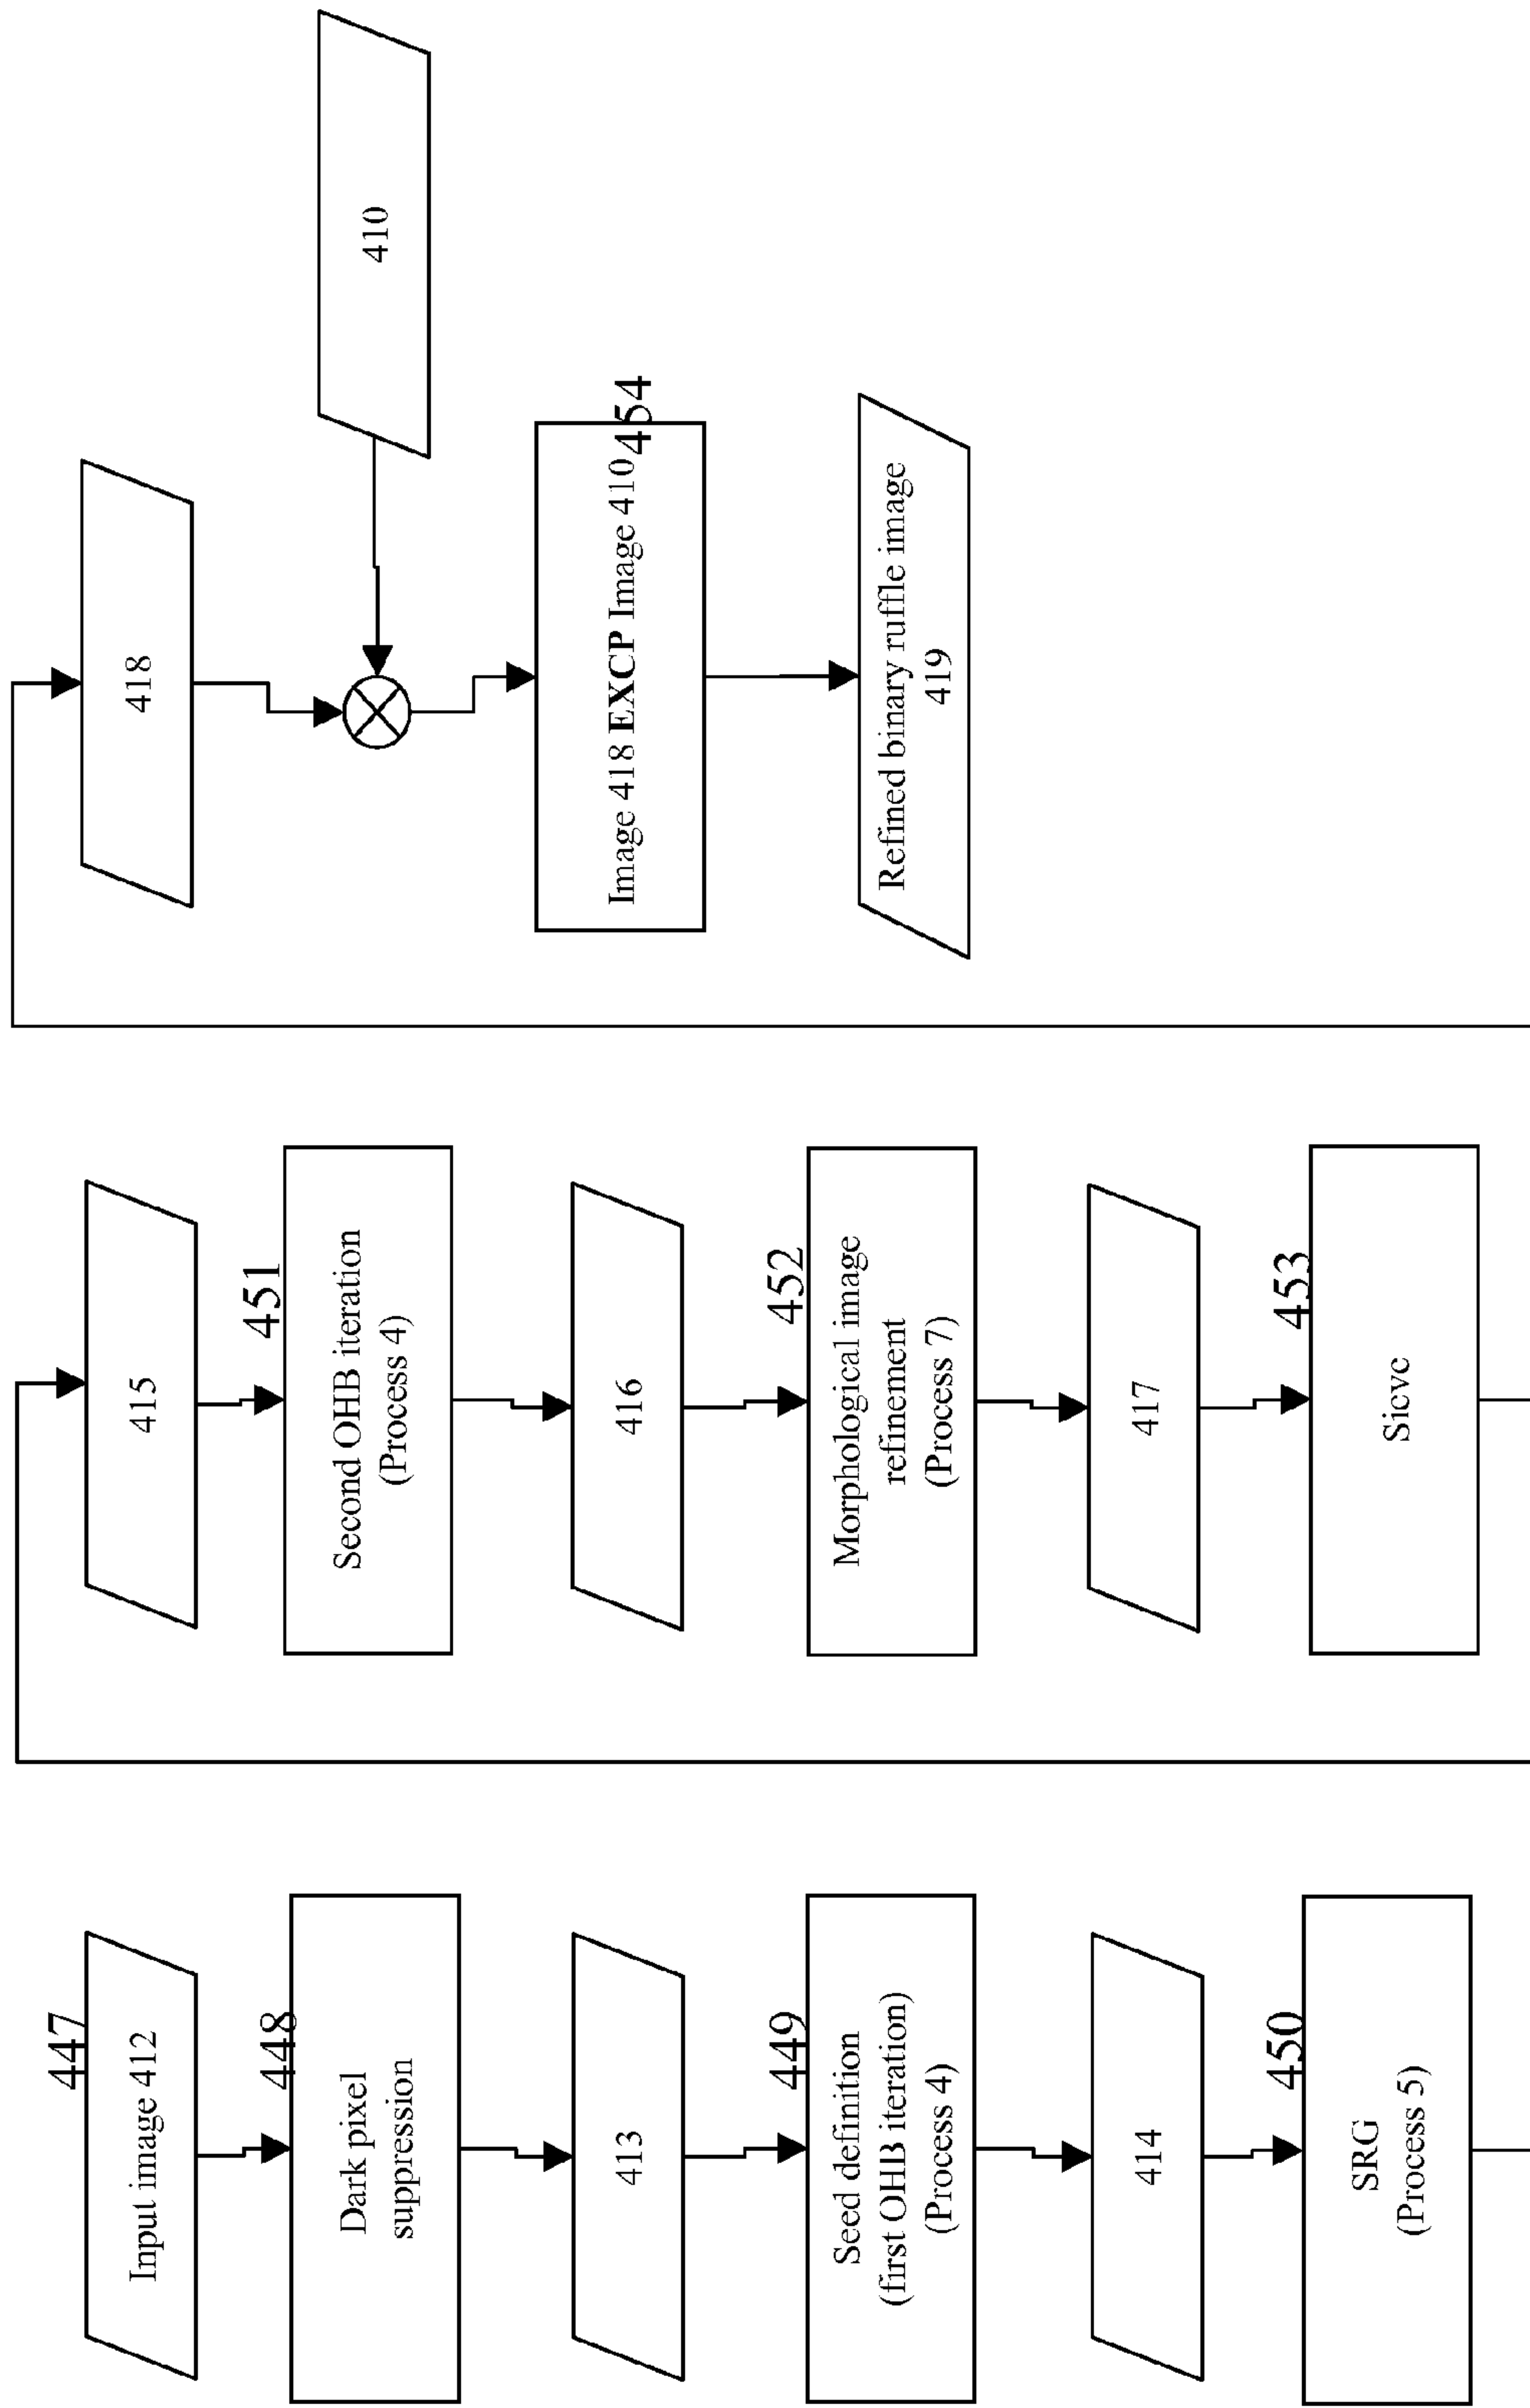 447
Input image 412
448
Dark pixel
suppression
413
449
Seed definition
(first OHB iteration)
(Process 4)
414
450
SRG
(Process 5)
415
451
Second OHB iteration
(Process 4)
416
452
Morphological image
refinement
(Process 7)
417
453
Sieve
418
410
454
Image 418 EXCP Image 410
Refined binary ruffle image
419